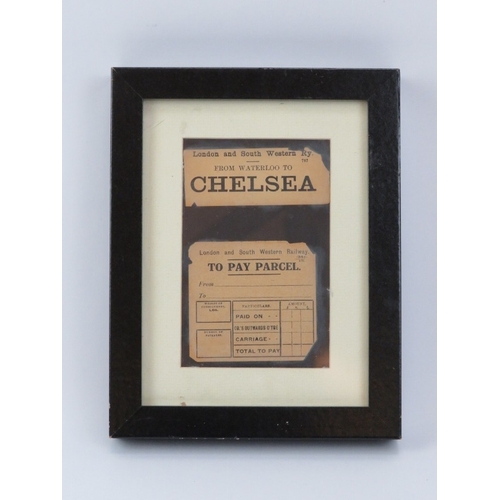 London and South Western Ry.
FROM WATERLOO TO
CHELSEA
London and South Western Railway.
TO PAY PARCEL.
From
To
PAID ON
CARRIAGE
TOTAL TO PAY